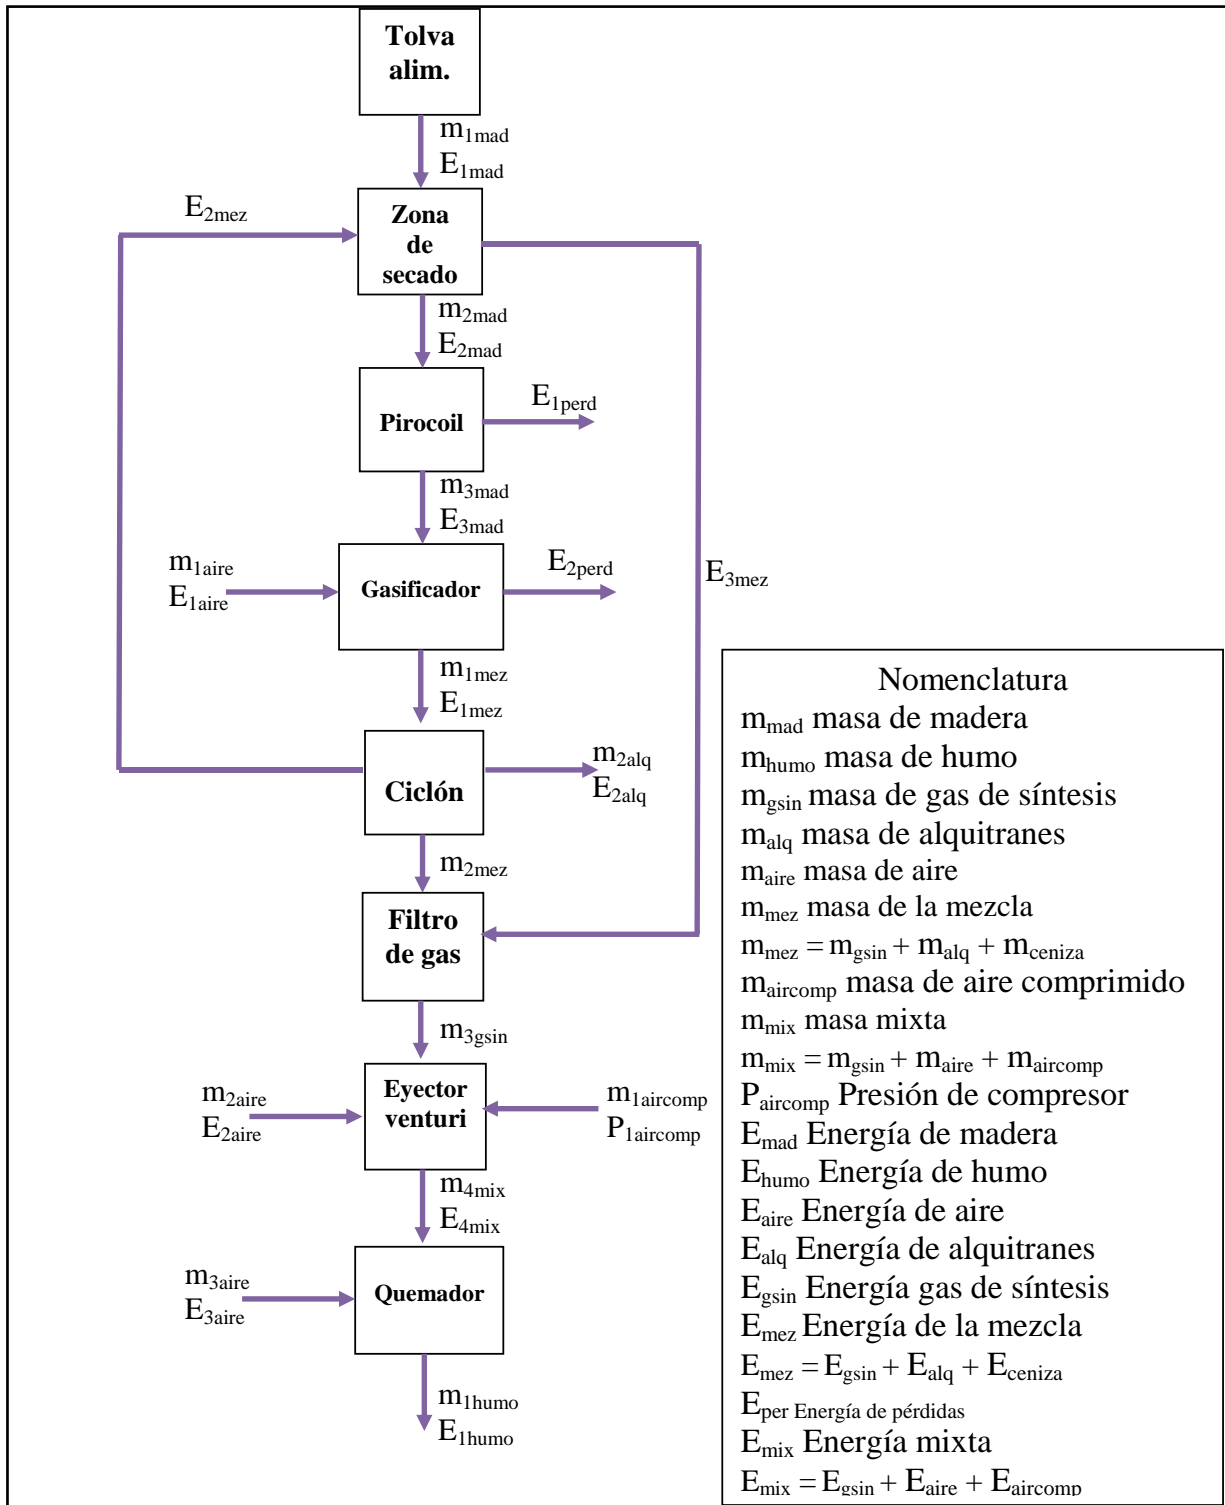 Tolva
alim.
m1mad
E1mad
E2mez
Zona
de
secado
m2mad
E2mad
Pirocoil
E1perd
m3mad
E3mad
m1aire
E1aire
Gasificador
E2perd
E3mez
m1mez
E1mez
Ciclón
m2alq
E2alq
m2mez
Filtro
de gas
m3gsin
m2aire
E2aire
Eyector
venturi
m1aircomp
P1aircomp
m4mix
E4mix
m3aire
E3aire
Quemador
m1humo
E1humo
Nomenclatura
mmad masa de madera
mhumo masa de humo
mgsin masa de gas de síntesis
malq masa de alquitranes
maire masa de aire
mmez masa de la mezcla
mmez = mgsin + malq + mceniza
maircomp masa de aire comprimido
mmix masa mixta
mmix = mgsin + maire + maircomp
Paircomp Presión de compresor
Emad Energía de madera
Ehumo Energía de humo
Eaire Energía de aire
Ealq Energía de alquitranes
Egsin Energía gas de síntesis
Emez Energía de la mezcla
Emez = Egsin + Ealq + Eceniza
Eper Energía de pérdidas
Emix Energía mixta
Emix = Egsin + Eaire + Eaircomp